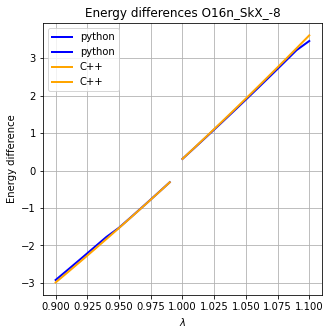 Energy differences O16n_SkX_-8
python
python
C++
C++
Energy difference
3
2
1
0
−1
−2
−3
0.900 0.925 0.950 0.975 1.000 1.025 1.050 1.075 1.100
λ